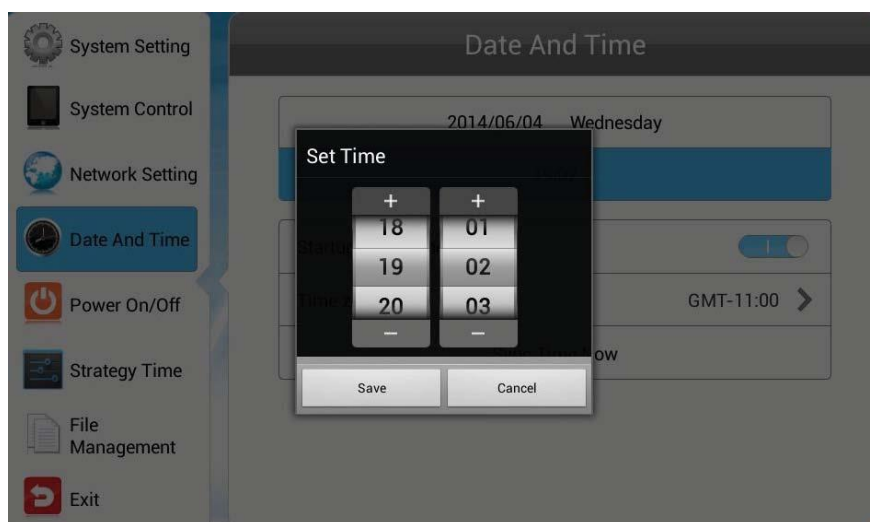 System Setting
System Control
Network Setting
Date And Time
Power On/Off
Strategy Time
File
Management
Exit
Date And Time
2014/06/04 Wednesday
Set Time
+ +
18 01
19 02
20 03
− −
Save Cancel
GMT-11:00
Now